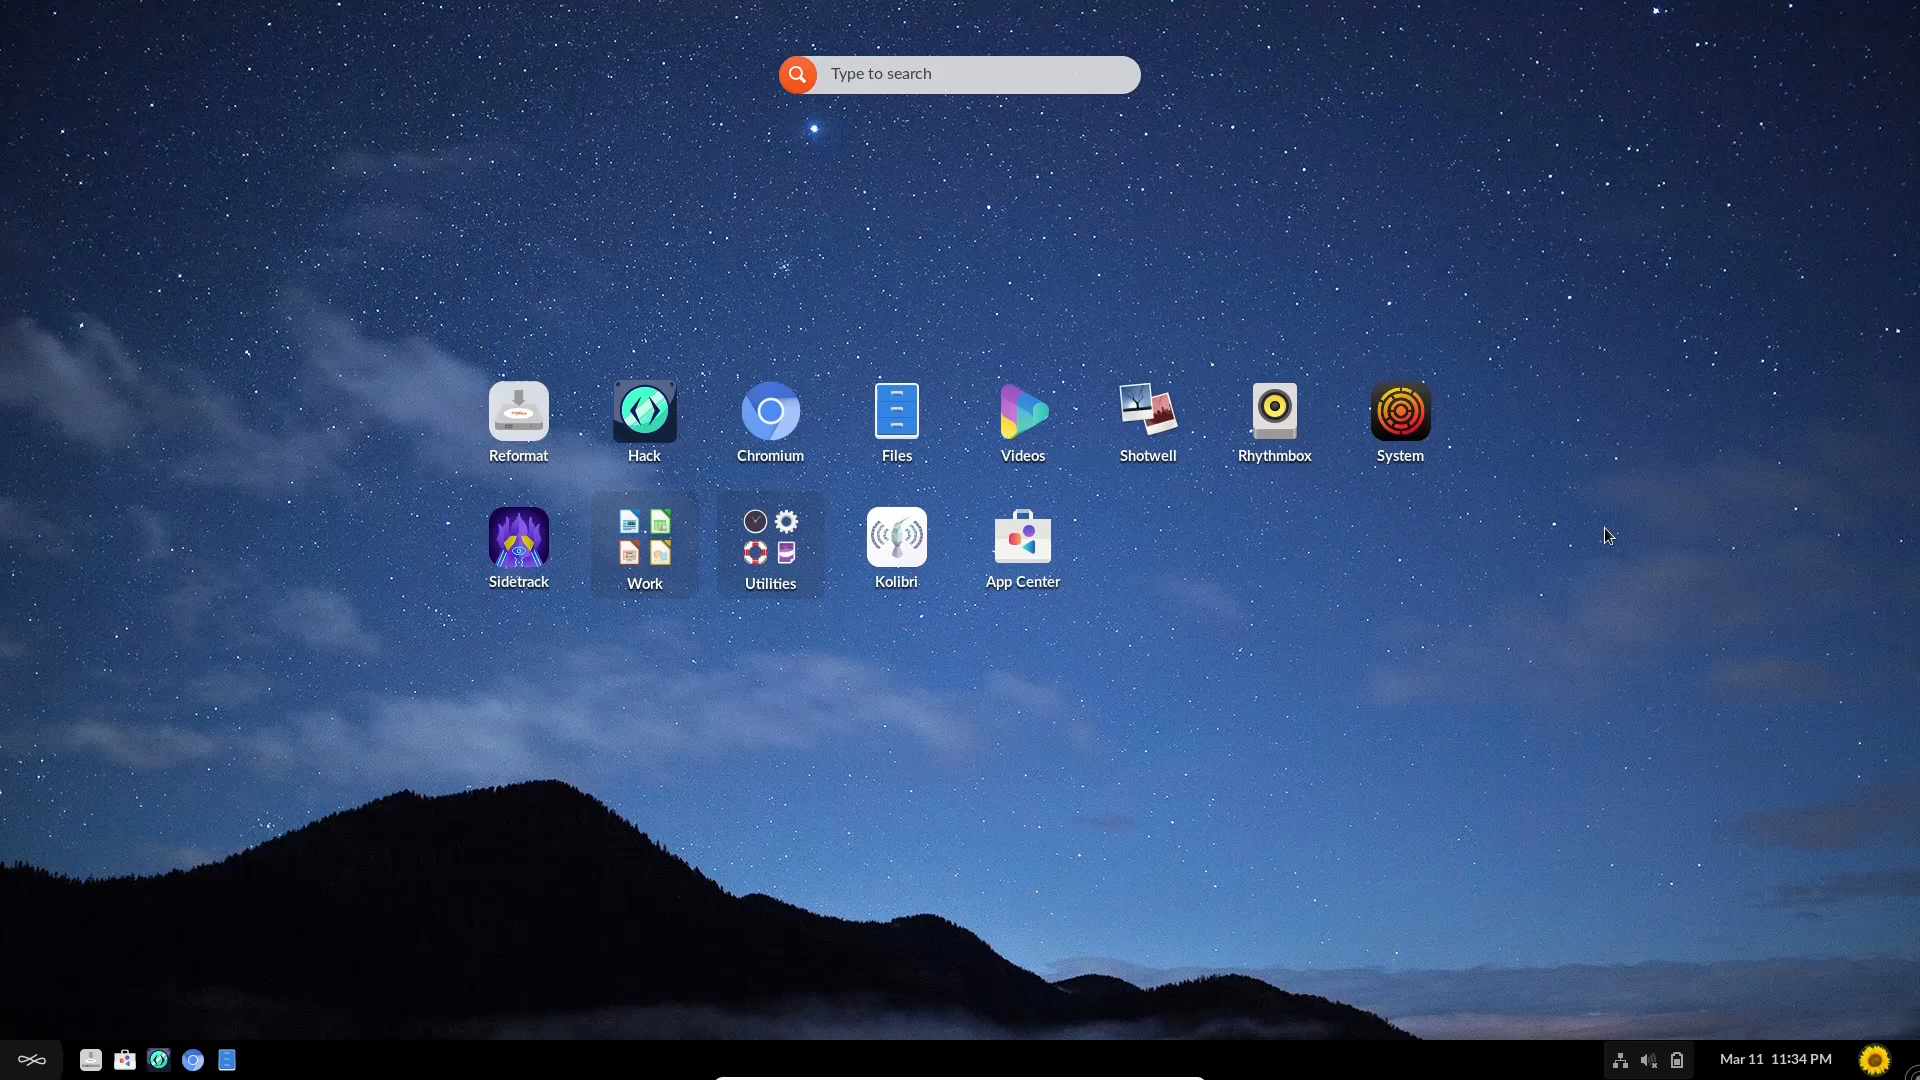 Type to search
Reformat
Hack
Chromium
Files
Videos
Shotwell
Rhythmbox
System
Sidetrack
Work
Utilities
Kolibri
App Center
Mar 11 11:34 PM